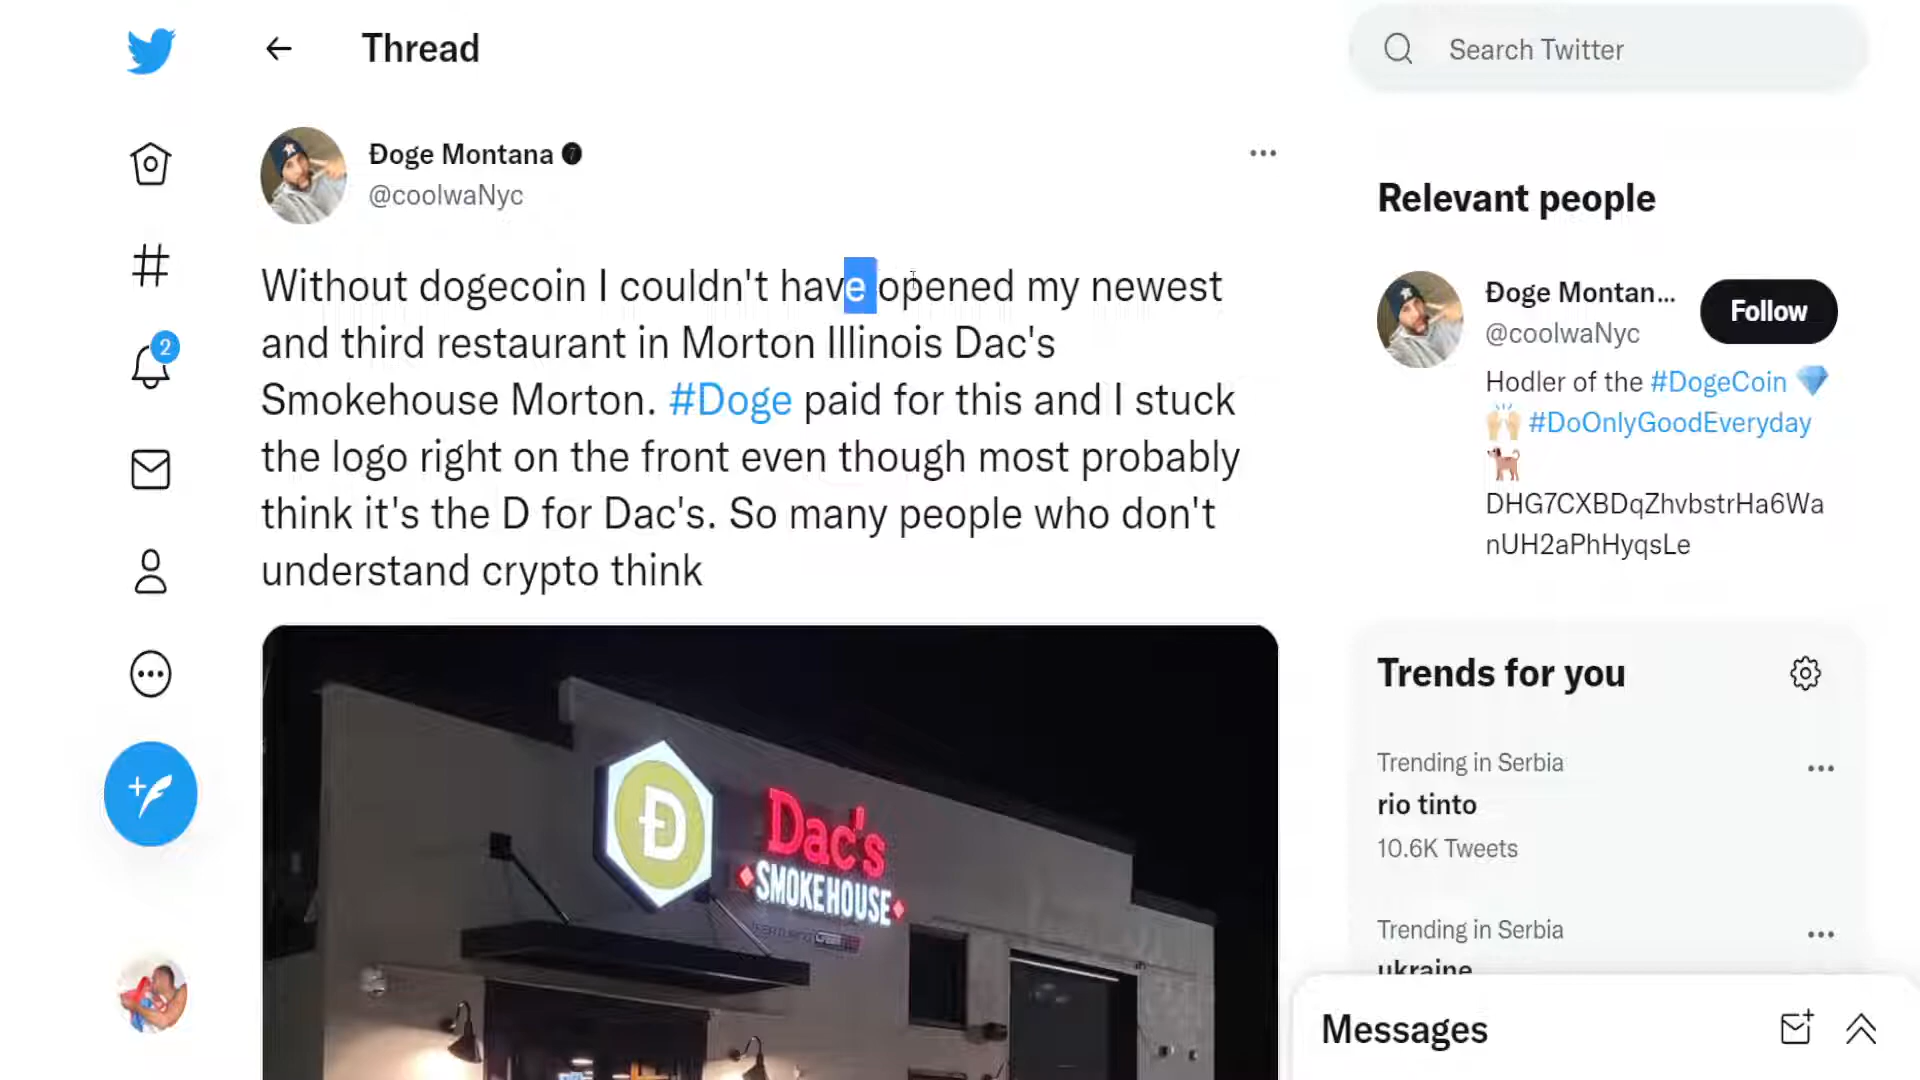 Thread
Search Twitter
Ðoge Montana
@coolwaNyc
Without dogecoin I couldn't have opened my newest
and third restaurant in Morton Illinois Dac's
Smokehouse Morton. #Doge paid for this and I stuck
the logo right on the front even though most probably
think it's the D for Dac's. So many people who don't
understand crypto think
Ð
Dac's
SMOKEHOUSE
2
Relevant people
Ðoge Montan...
@coolwaNyc
Follow
Hodler of the #DogeCoin
#DoOnlyGoodEveryday
DHG7CXBDqZhvbstrHa6Wa
nUH2aPhHyqsLe
Trends for you
Trending in Serbia
rio tinto
10.6K Tweets
Trending in Serbia
ukraine
Messages